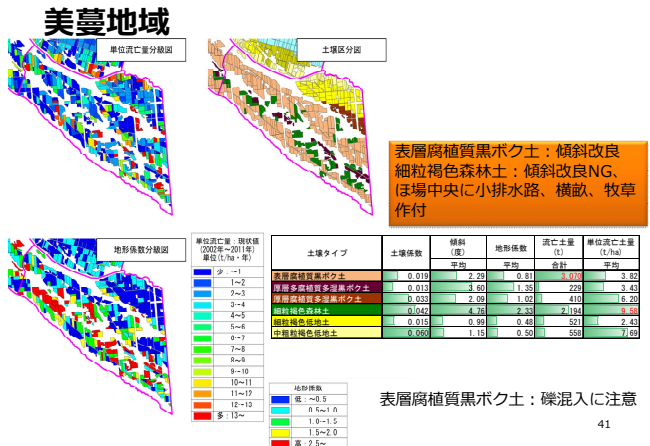 美蔓地域
単位流亡量分級図
土壌区分図
表層腐植質黒ボク土：傾斜改良
細粒褐色森林土：傾斜改良NG、
ほ場中央に小排水路、横畝、牧草
作付
地形係数分級図
単位流亡量：現状値
(2002年～2011年)
単位(t/ha・年)
少：～1
1～2
2～3
3～4
4～5
5～6
6～7
7～8
8～9
9～10
10～11
11～12
12～13
多：13～
土壌タイプ 土壌係数 傾斜(度) 地形係数 流亡土量(t) 単位流亡土量(t/ha)
平均 平均 合計 平均
表層腐植質黒ボク土 0.019 2.29 0.81 3,070 3.82
厚層多腐植質多湿黒ボク土 0.013 3.60 1.35 229 3.43
厚層腐植質多湿黒ボク土 0.033 2.09 1.02 410 6.20
細粒褐色森林土 0.042 4.76 2.33 2,194 9.58
細粒褐色低地土 0.015 0.99 0.48 521 2.43
中粗粒褐色低地土 0.060 1.15 0.50 558 7.69
地形係数
低：～0.5
0.5～1.0
1.0～1.5
1.5～2.0
高：2.5～
表層腐植質黒ボク土：礫混入に注意
41